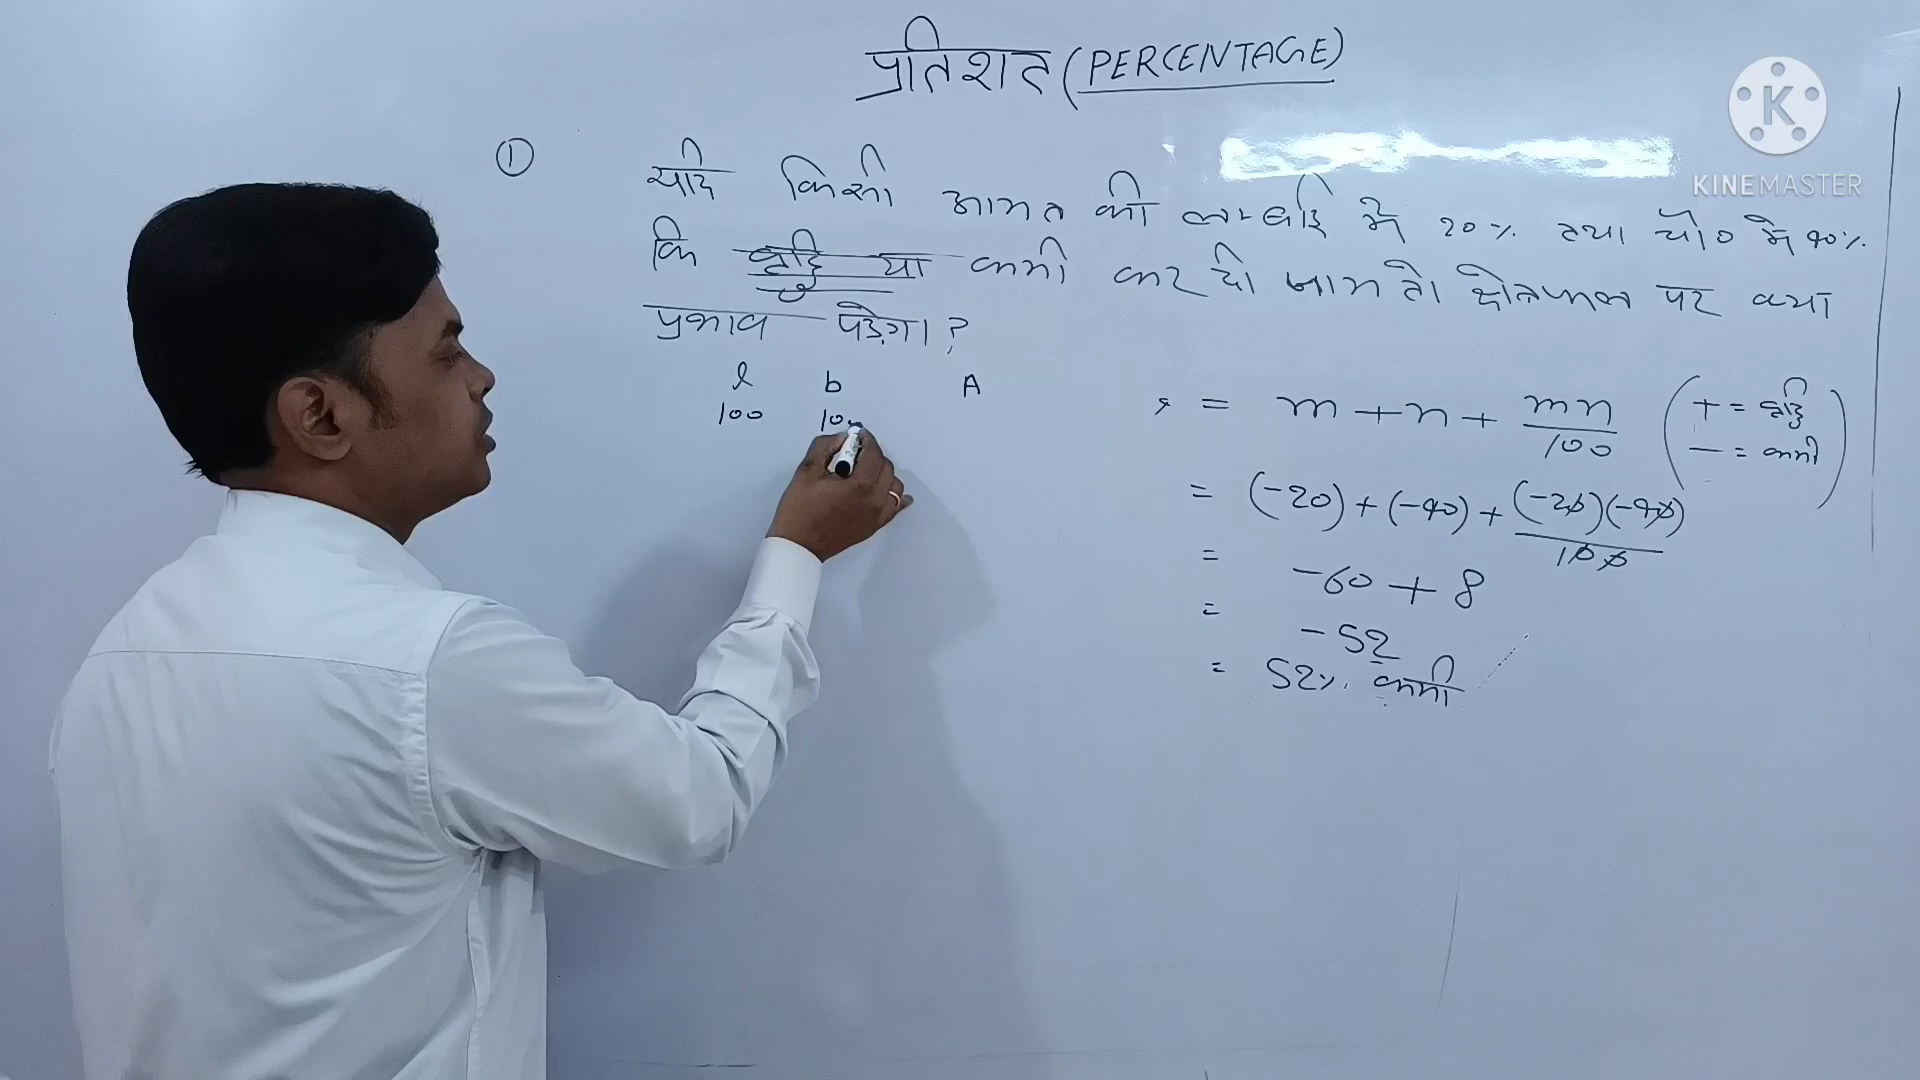 प्रतिशत (PERCENTAGE)
K
KINEMASTER
① यदि किसी आयत की लम्बाई में 20% तथा चौ० में 40%
कि वृद्धि या कमी कर दी जाय तो क्षेत्रफल पर क्या
प्रभाव पड़ेगा ?
l b A
100 100
= m + n + mn/100 (+ = वृद्धि
− = कमी)
= (-20) + (-40) + (-20)(-40)/100
= -60 + 8
= -52
= 52% कमी